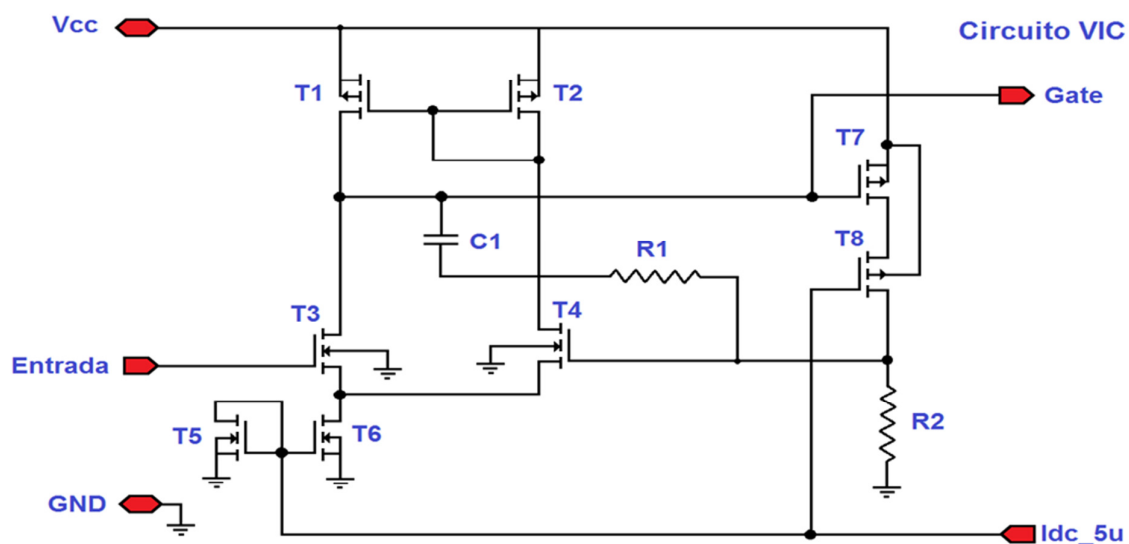 Vcc
Circuito VIC
T1
T2
Gate
T7
C1
R1
T8
T3
T4
Entrada
T5
T6
R2
GND
Idc_5u